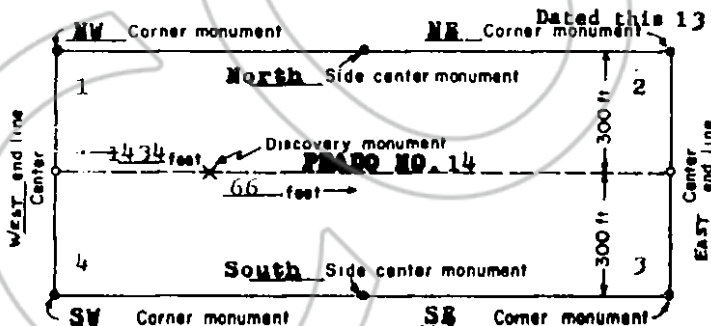 Dated this 13
NW Corner monument NE Corner monument
North Side center monument
1 2
300 ft
Discovery monument
1434 feet PRADO NO. 14
66 feet
WEST end line
Center
Center
EAST end line
300 ft
4 3
South Side center monument
SW Corner monument SE Corner monument